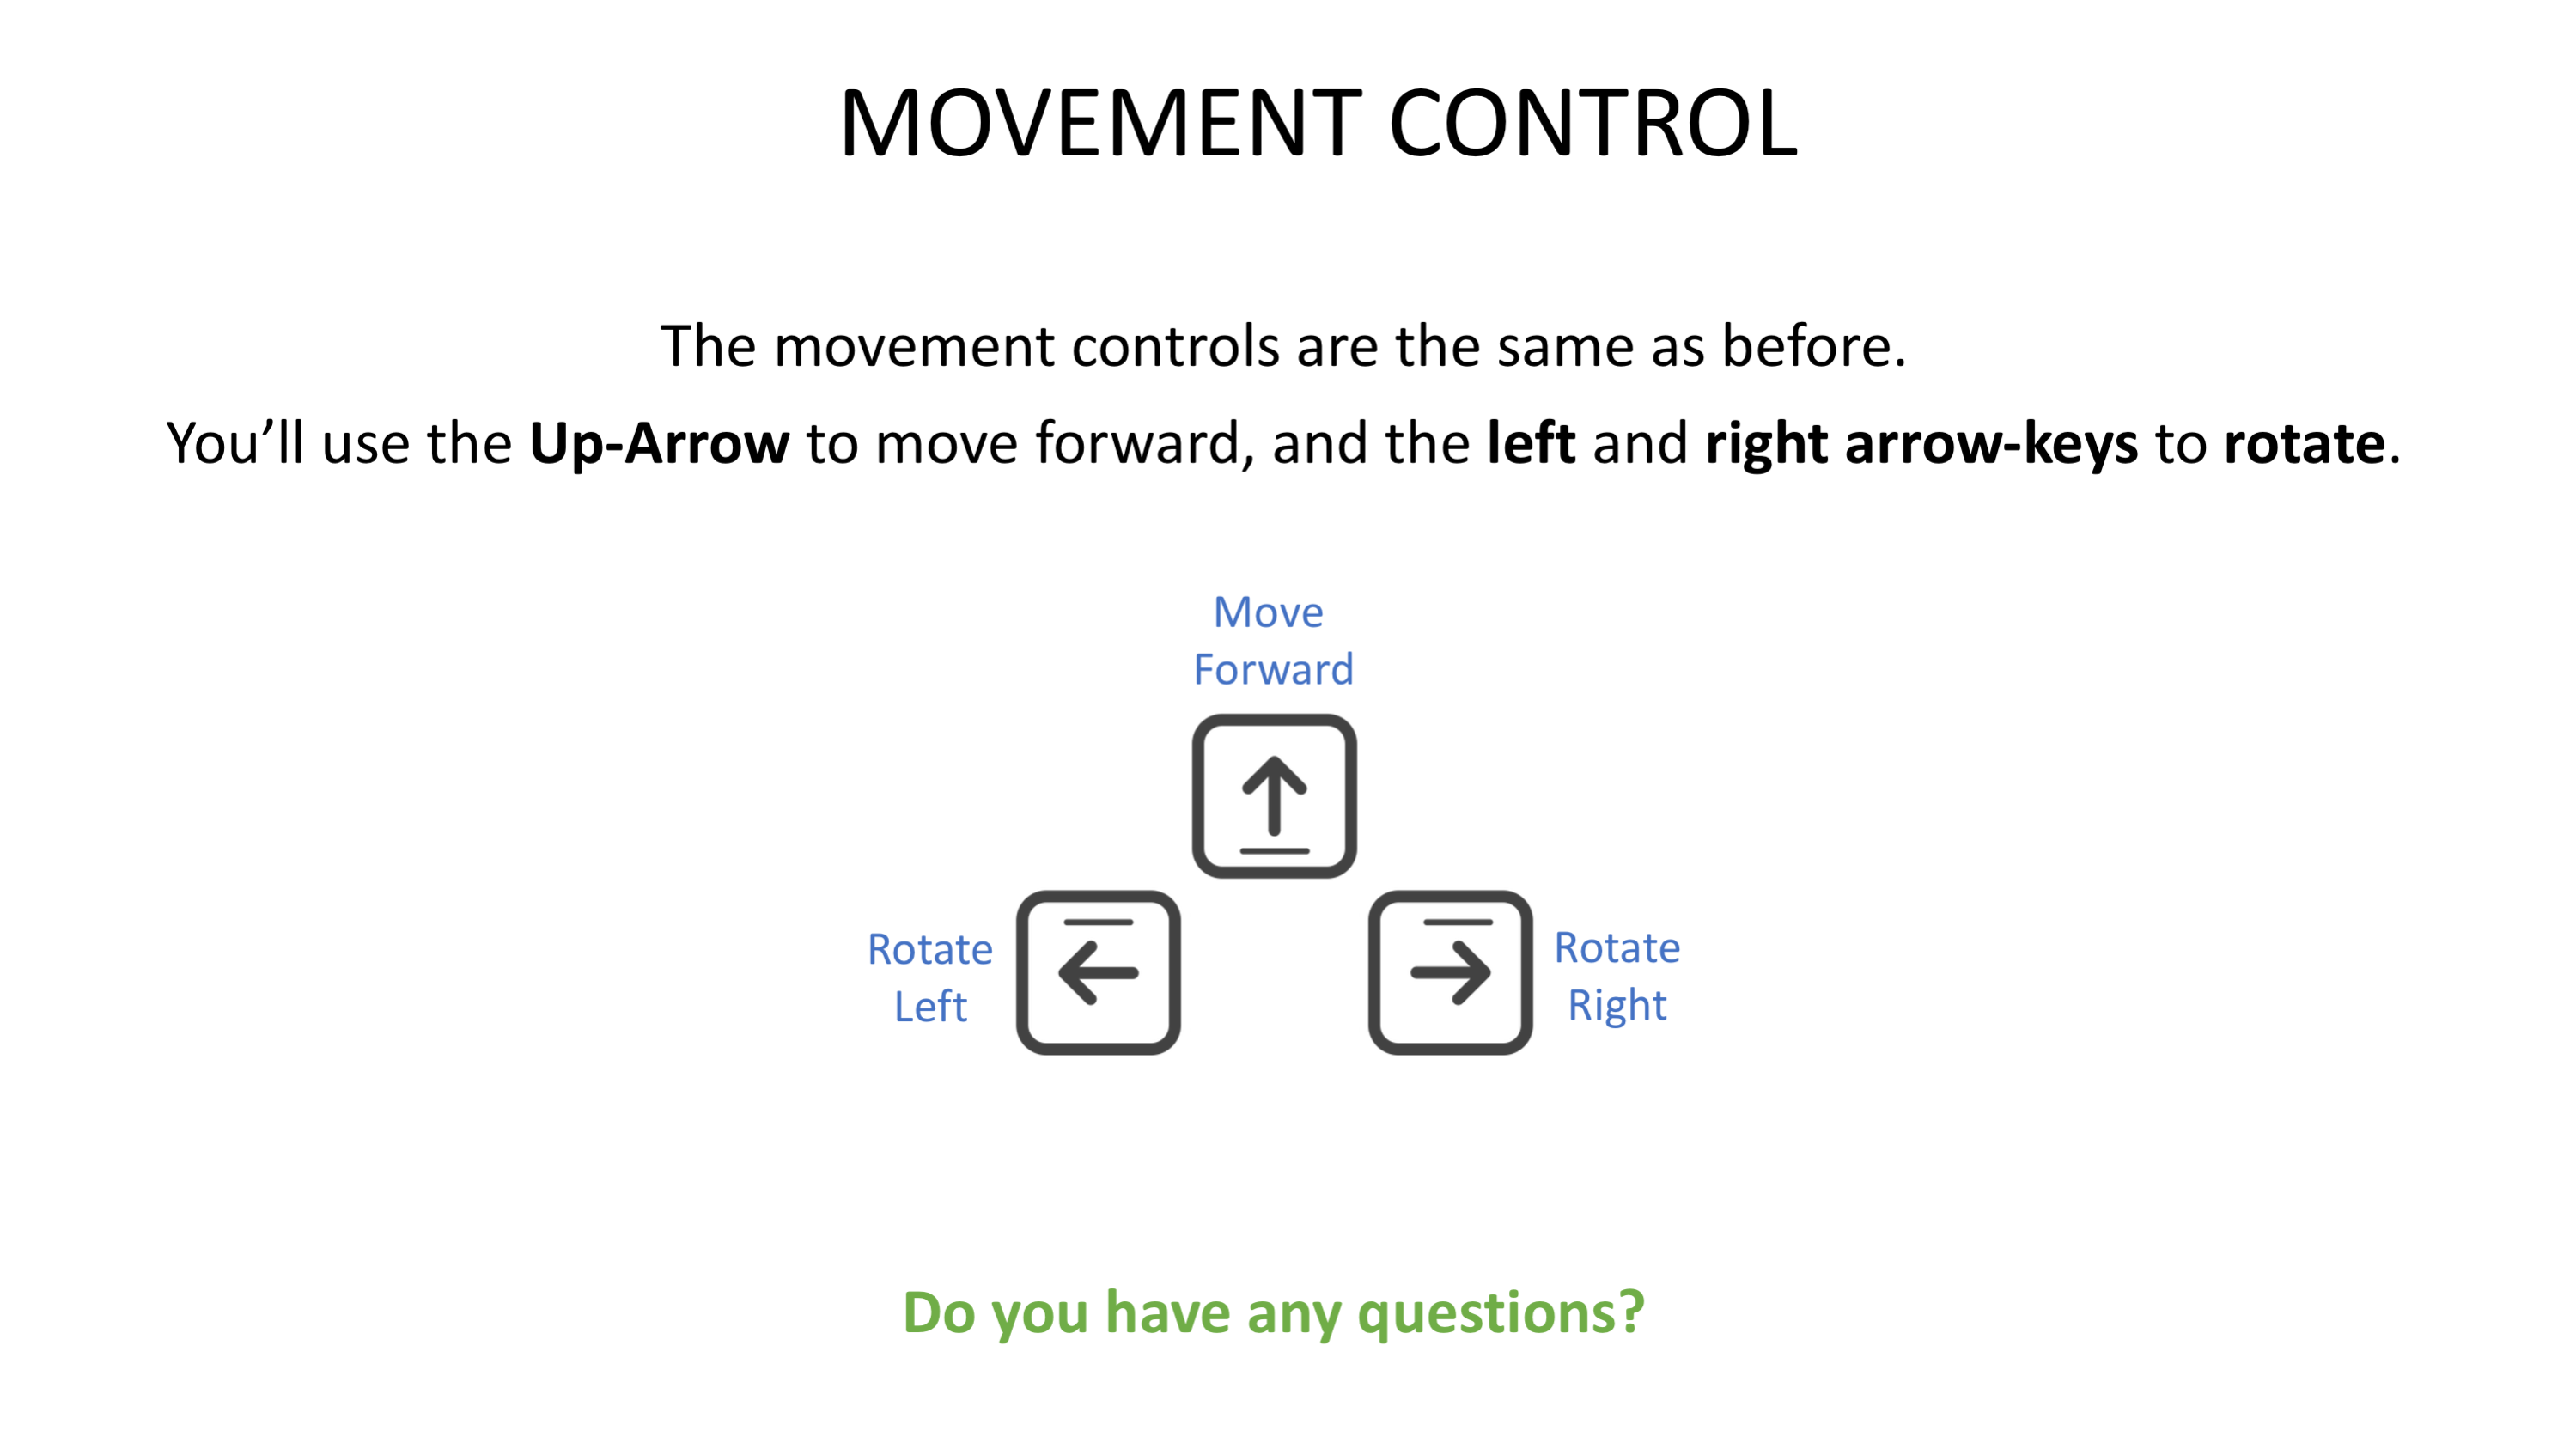 MOVEMENT CONTROL
The movement controls are the same as before.
You’ll use the Up-Arrow to move forward, and the left and right arrow-keys to rotate.
Move
Forward
Rotate
Left
Rotate
Right
Do you have any questions?